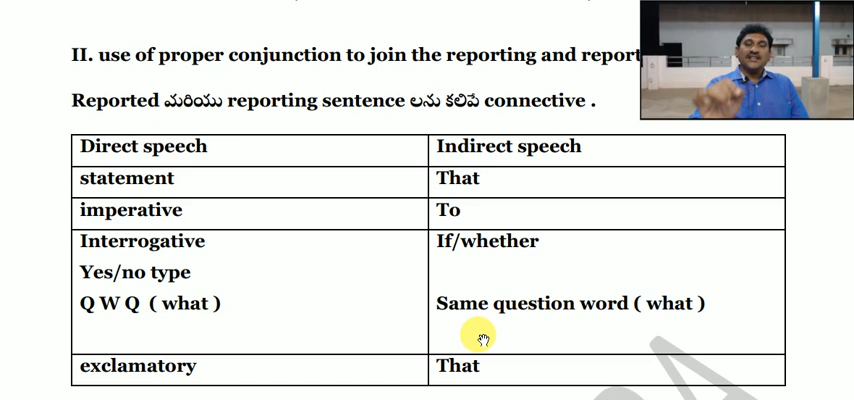 II. use of proper conjunction to join the reporting and
Reported మరియు reporting sentence లను కలిపే connective .
Direct speech Indirect speech
statement That
imperative To
Interrogative If/whether
Yes/no type
Q W Q ( what ) Same question word ( what )
exclamatory That